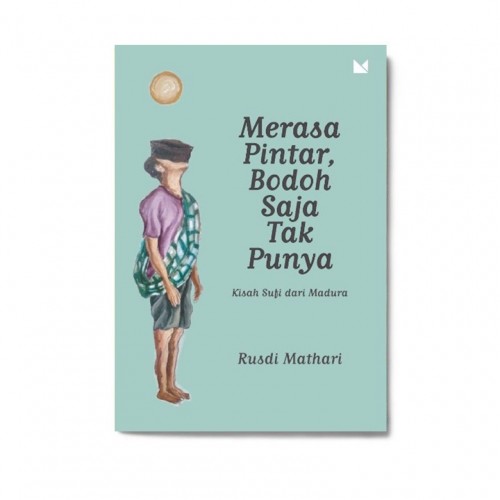 Merasa
Pintar,
Bodoh
Saja
Tak
Punya
Kisah Sufi dari Madura
Rusdi Mathari